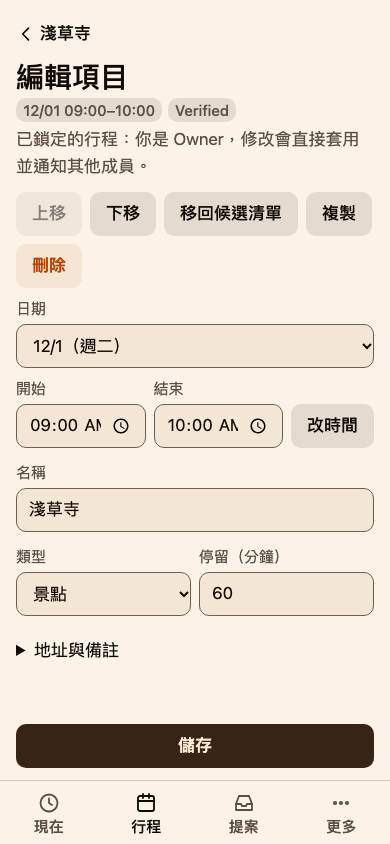 淺草寺
編輯項目
12/01 09:00–10:00 Verified
已鎖定的行程：你是 Owner，修改會直接套用
並通知其他成員。
上移 下移 移回候選清單 複製
刪除
日期
12/1（週二）
開始 結束
09:00 AM 10:00 AM 改時間
名稱
淺草寺
類型 停留（分鐘）
景點 60
地址與備註
儲存
現在 行程 提案 更多